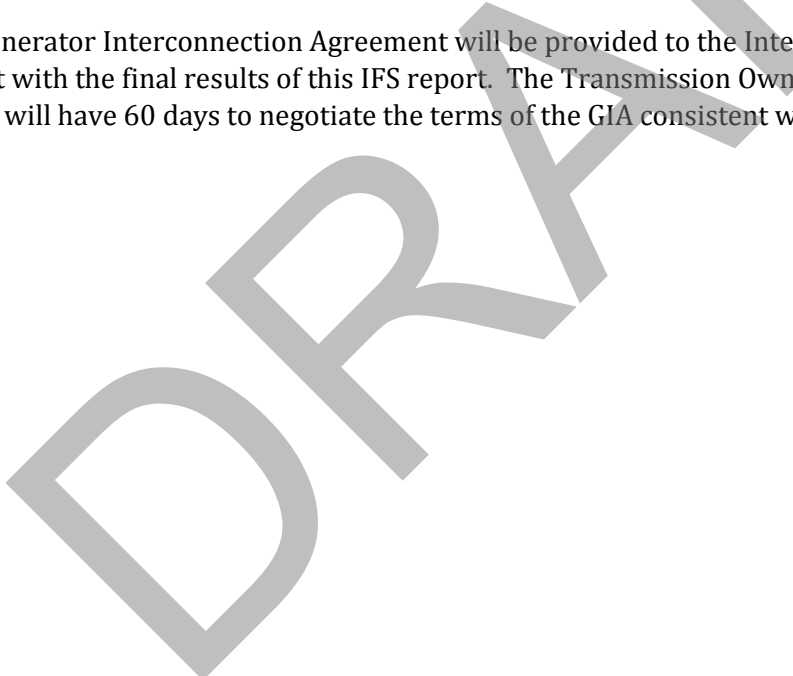 nerator Interconnection Agreement will be provided to the Inte
t with the final results of this IFS report.  The Transmission Own
will have 60 days to negotiate the terms of the GIA consistent w
DRA